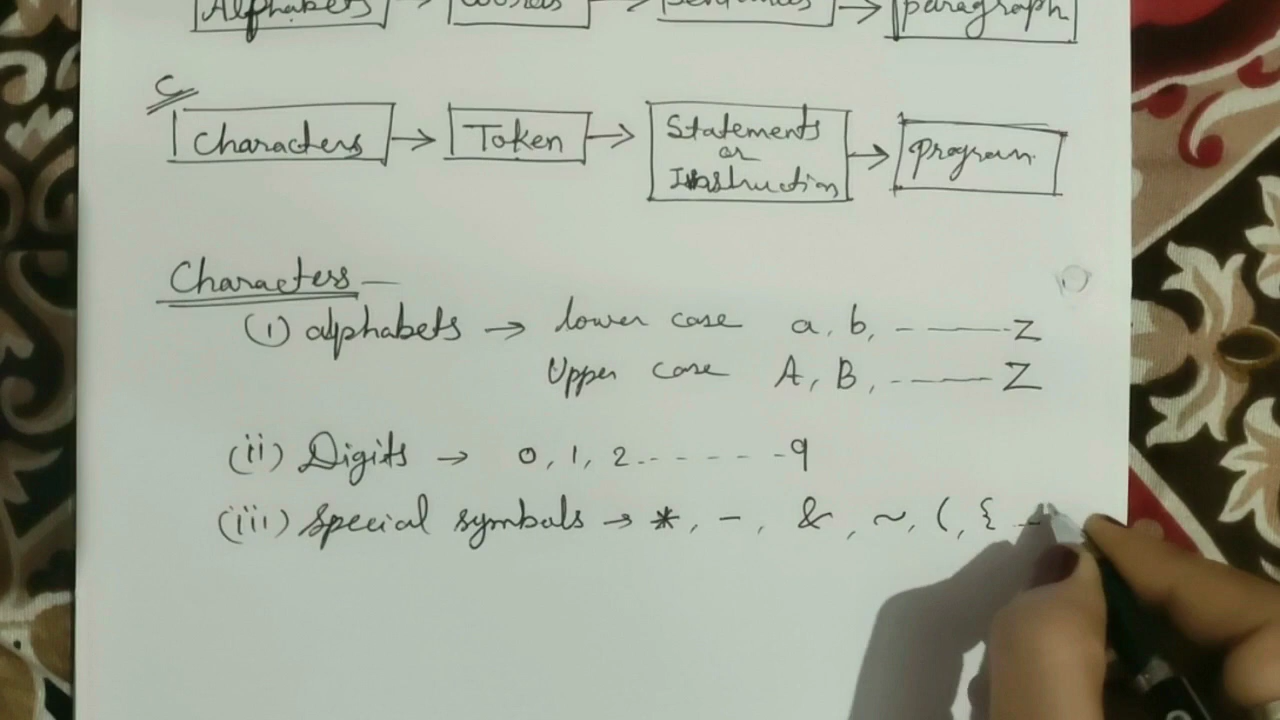 Alphabets → Words → Sentences → paragraph
C
Characters → Token → Statements or Instruction → Program
Characters —
(i) alphabets → lower case a, b, - ——— z
Upper case A, B, - ——— Z
(ii) Digits → 0, 1, 2 - - - - - - - 9
(iii) Special symbols → *, -, &, ~, (, { -